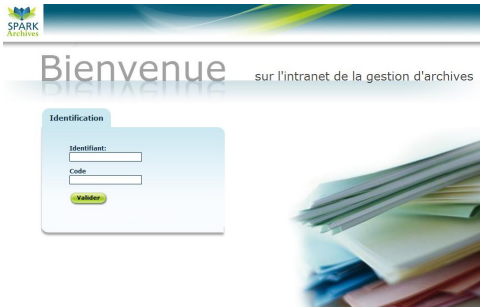 SPARK
Archives
Bienvenue sur l'intranet de la gestion d'archives
Identification
Identifiant:
Code
Valider